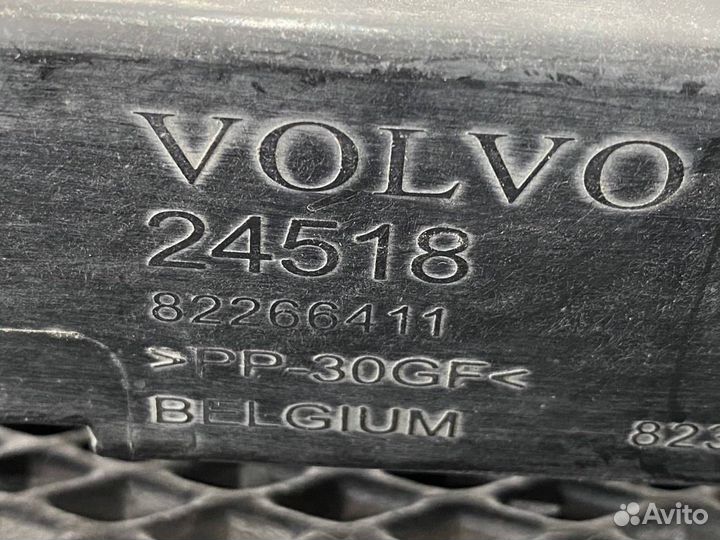 VOLVO
24518
82266411
>PP-30GF<
BELGIUM
823
Avito